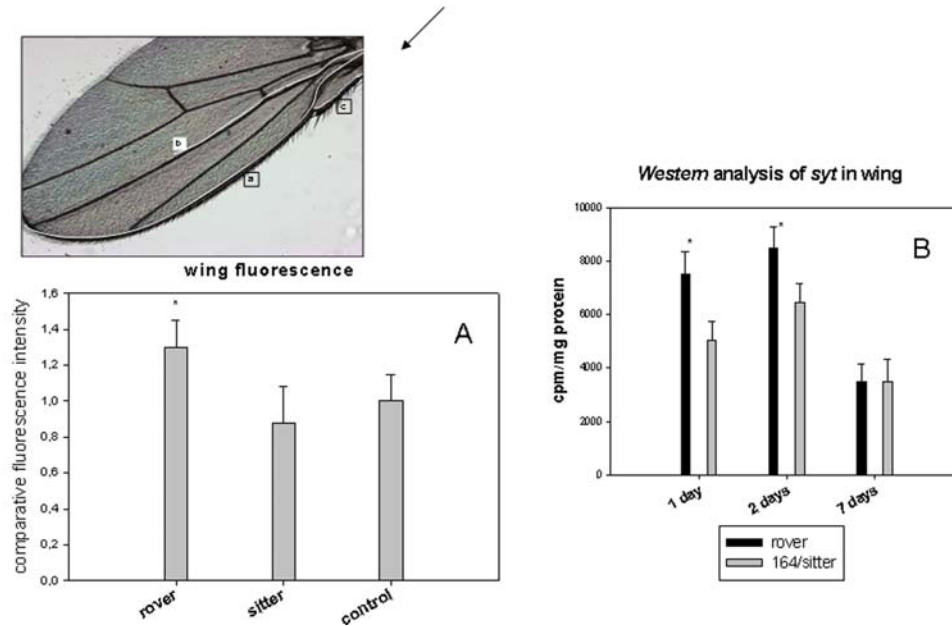 c
b
a
wing fluorescence
comparative fluorescence intensity
1,6
1,4
1,2
1,0
0,8
0,6
0,4
0,2
0,0
*
A
rover
sitter
control
Western analysis of syt in wing
cpm/mg protein
10000
8000
6000
4000
2000
0
*
*
B
1 day
2 days
7 days
rover
164/sitter